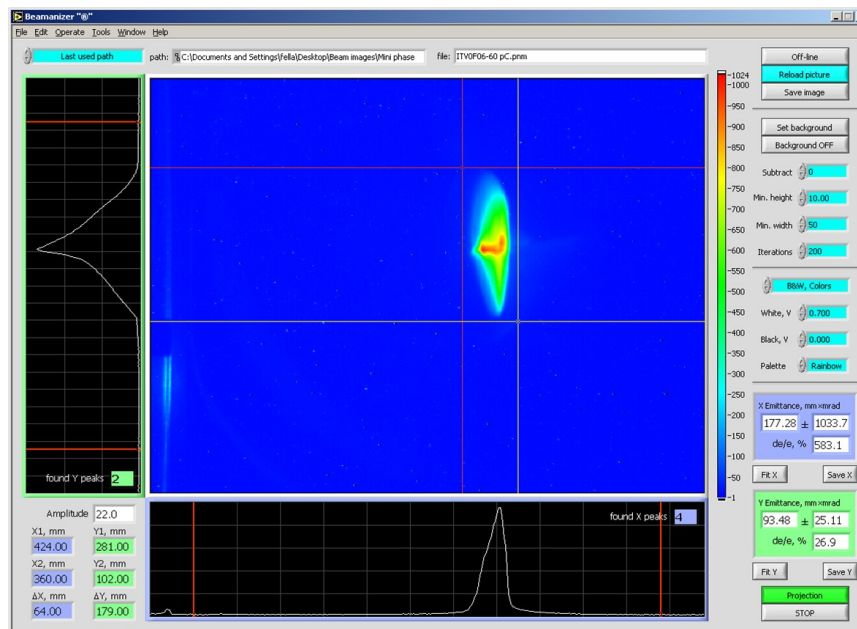 Beamanizer "®"
File Edit Operate Tools Window Help
Last used path
path: C:\Documents and Settings\fella\Desktop\Beam images\Mini phase
file: ITV0F06-60 pC.pnm
Off-line
Reload picture
Save image
Set background
Background OFF
Subtract 0
Min. height 10.00
Min. width 50
Iterations 200
B&W, Colors
White, V 0.700
Black, V 0.000
Palette Rainbow
1024
1000
950
900
850
800
750
700
650
600
550
500
450
400
350
300
250
200
150
100
50
1
X Emittance, mm×mrad
177.28 ± 1033.7
de/e, % 583.1
Fit X Save X
Y Emittance, mm×mrad
93.48 ± 25.11
de/e, % 26.9
Fit Y Save Y
Projection
STOP
found Y peaks 2
found X peaks 4
Amplitude 22.0
X1, mm Y1, mm
424.00 281.00
X2, mm Y2, mm
360.00 102.00
ΔX, mm ΔY, mm
64.00 179.00